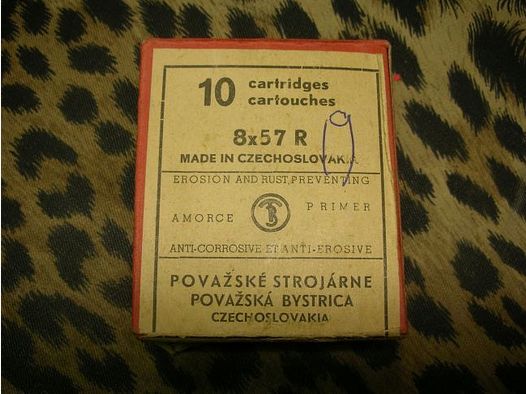 10 cartridges
cartouches
8x57 R
MADE IN CZECHOSLOVAKIA
EROSION AND RUST, PREVENTING
AMORCE PRIMER
ANTI-CORROSIVE ET ANTI-EROSIVE
POVAŽSKÉ STROJÁRNE
POVAŽSKÁ BYSTRICA
CZECHOSLOVAKIA